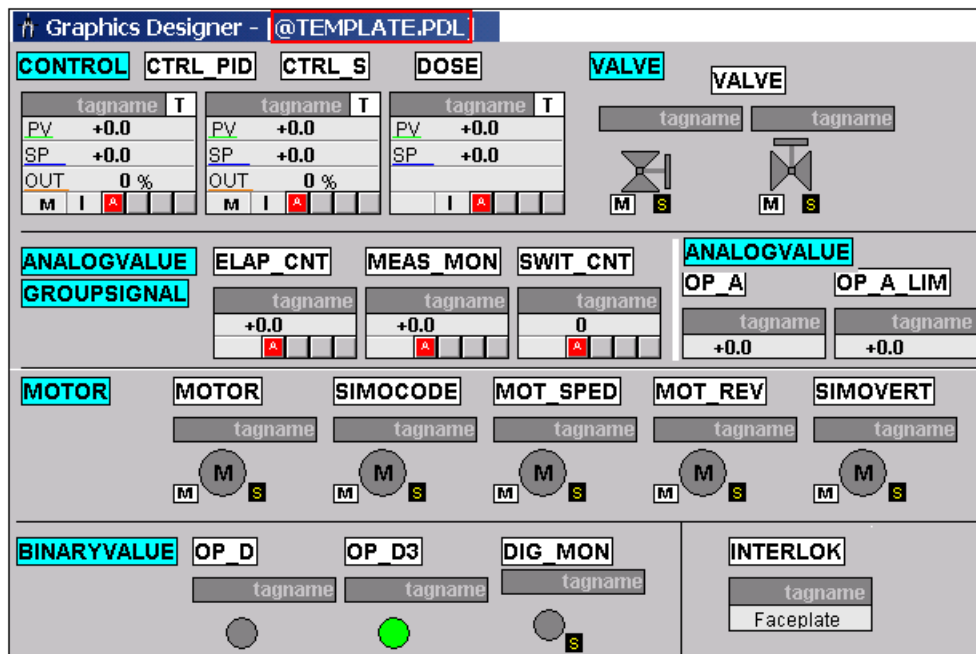 Graphics Designer - [@TEMPLATE.PDL]
CONTROL CTRL_PID CTRL_S DOSE VALVE
VALVE
tagname T tagname T tagname T tagname tagname
PV +0.0 PV +0.0 PV +0.0
SP +0.0 SP +0.0 SP +0.0
OUT 0 % OUT 0 %
M I A M I A I A M S M S
ANALOGVALUE ELAP_CNT MEAS_MON SWIT_CNT ANALOGVALUE
GROUPSIGNAL OP_A OP_A_LIM
tagname tagname tagname tagname tagname
+0.0 +0.0 0 +0.0 +0.0
A A A
MOTOR MOTOR SIMOCODE MOT_SPED MOT_REV SIMOVERT
tagname tagname tagname tagname tagname
M M M M M
M S M S M S M S M S
BINARYVALUE OP_D OP_D3 DIG_MON INTERLOK
tagname tagname tagname tagname
S Faceplate